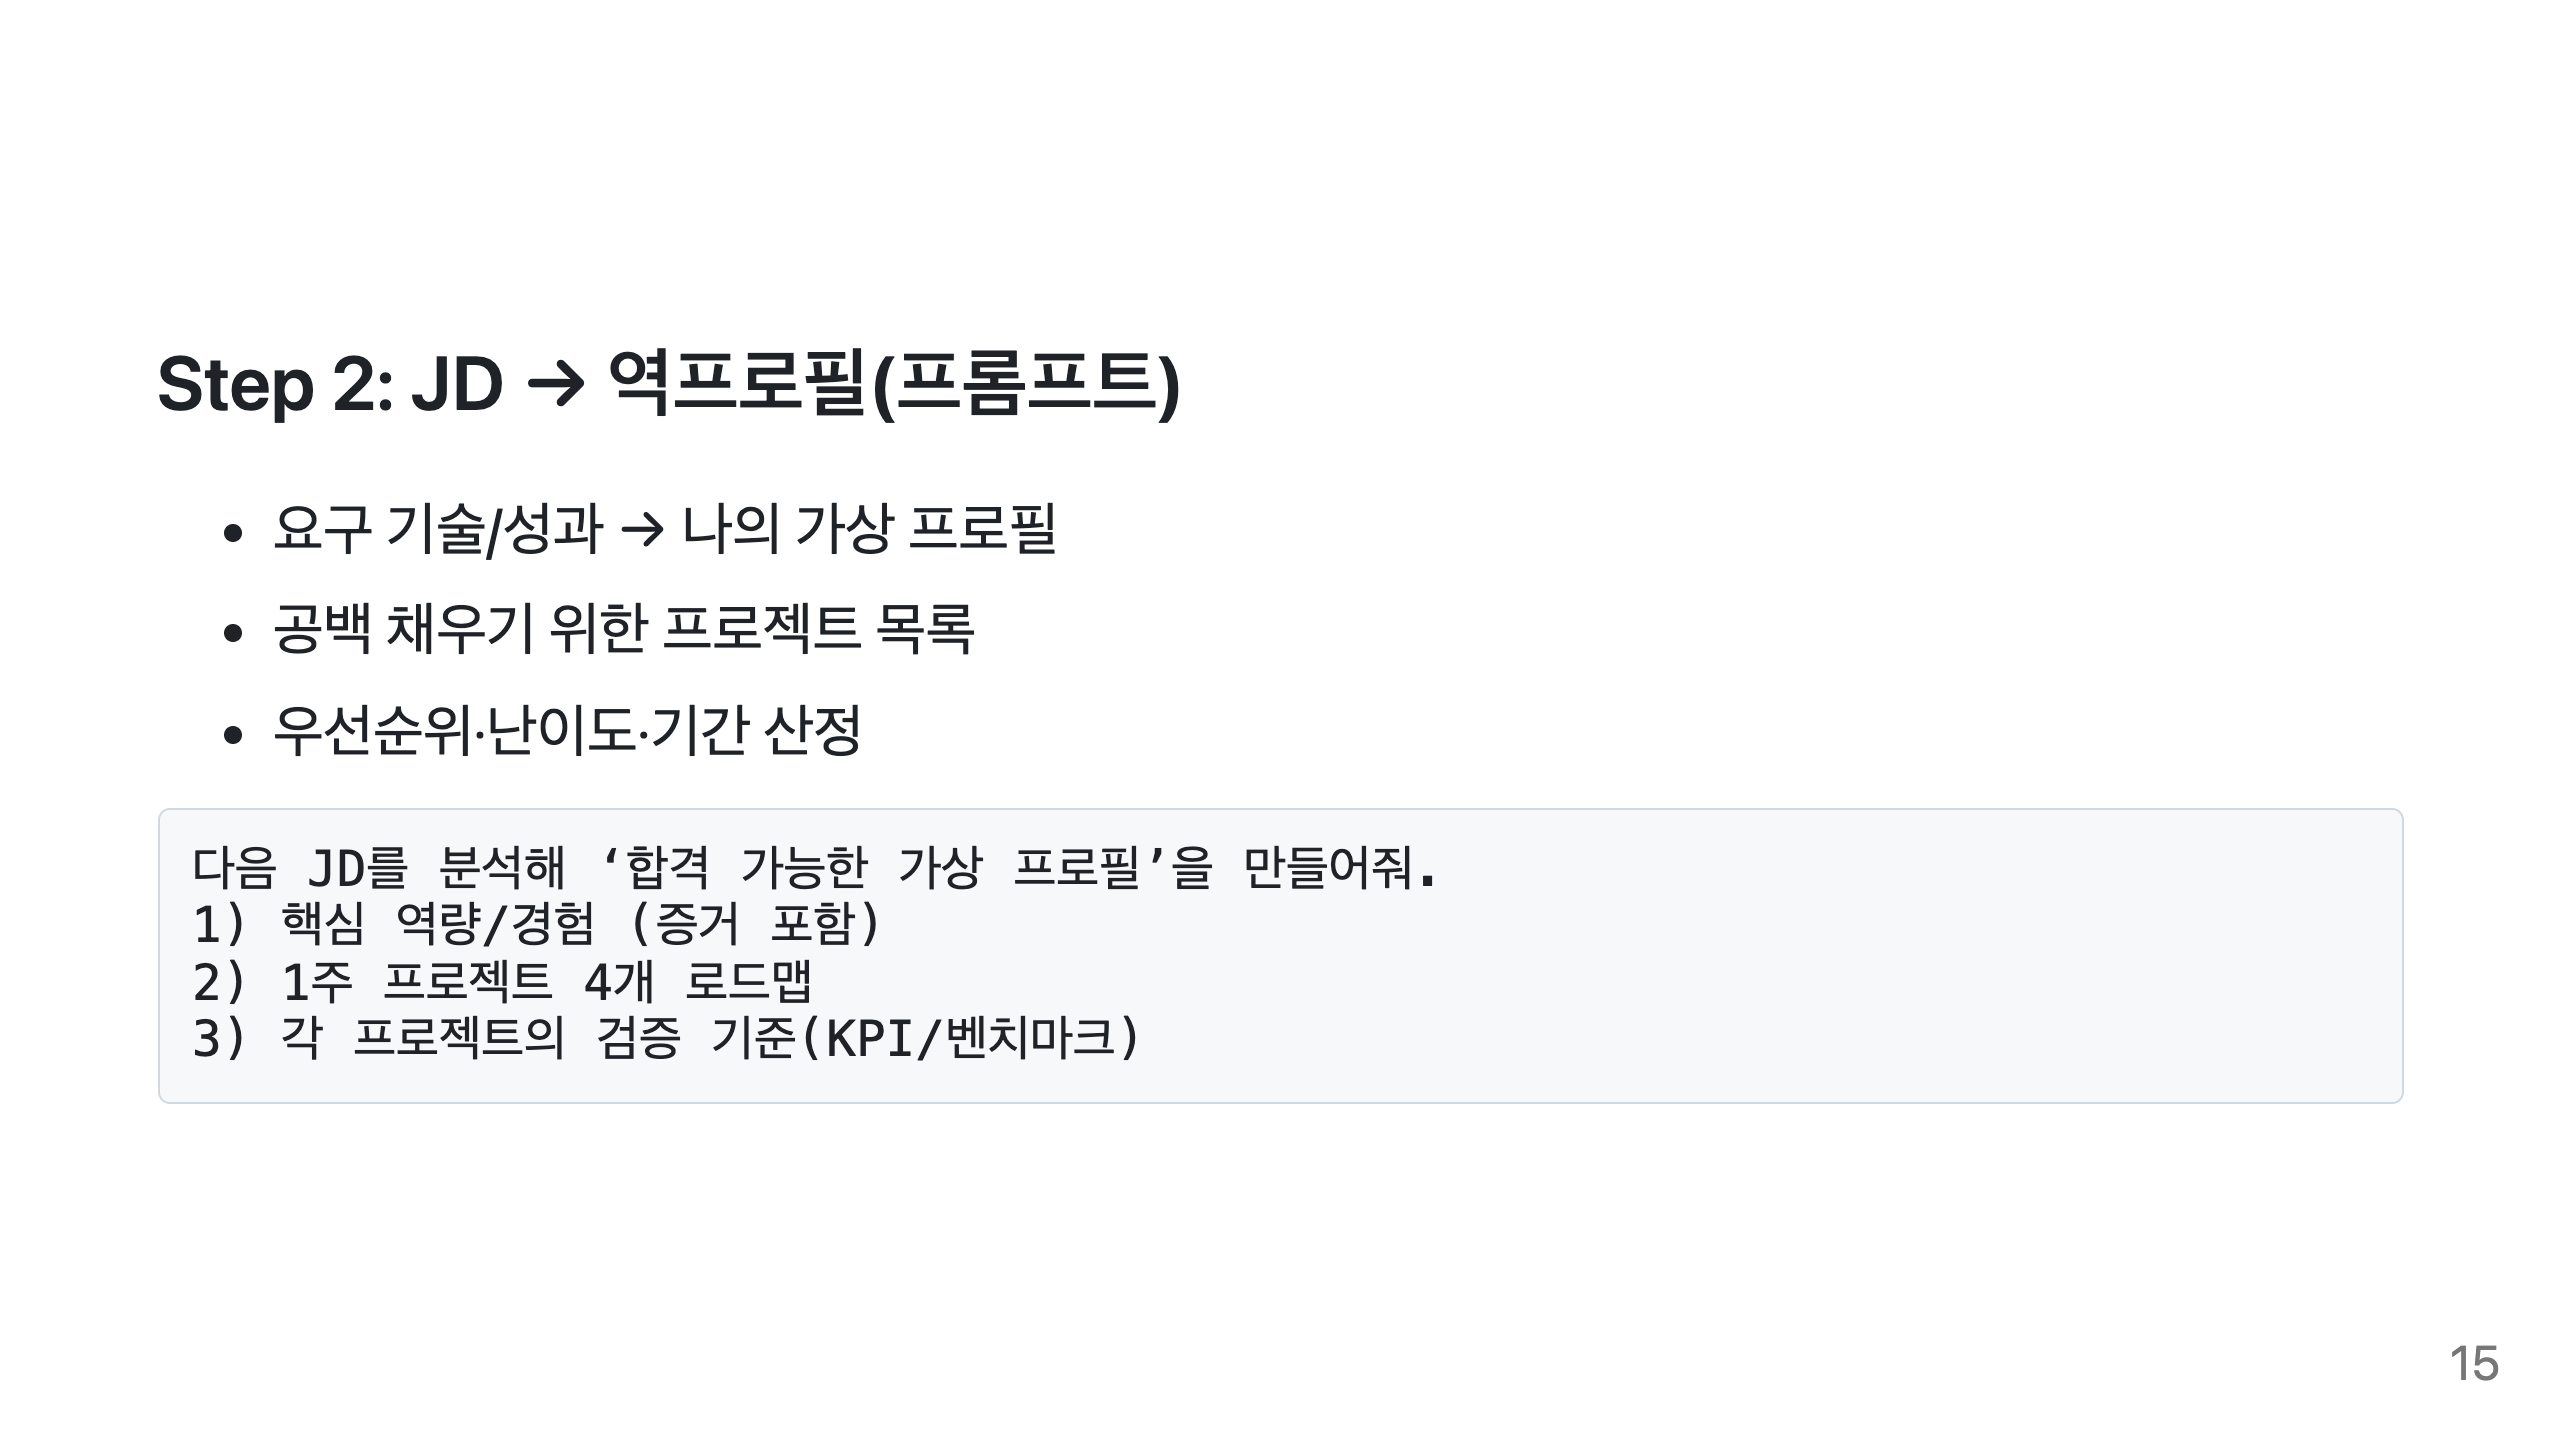 Step 2: JD → 역프로필(프롬프트)
• 요구 기술/성과 → 나의 가상 프로필
• 공백 채우기 위한 프로젝트 목록
• 우선순위·난이도·기간 산정
다음 JD를 분석해 ‘합격 가능한 가상 프로필’을 만들어줘.
1) 핵심 역량/경험 (증거 포함)
2) 1주 프로젝트 4개 로드맵
3) 각 프로젝트의 검증 기준(KPI/벤치마크)
15